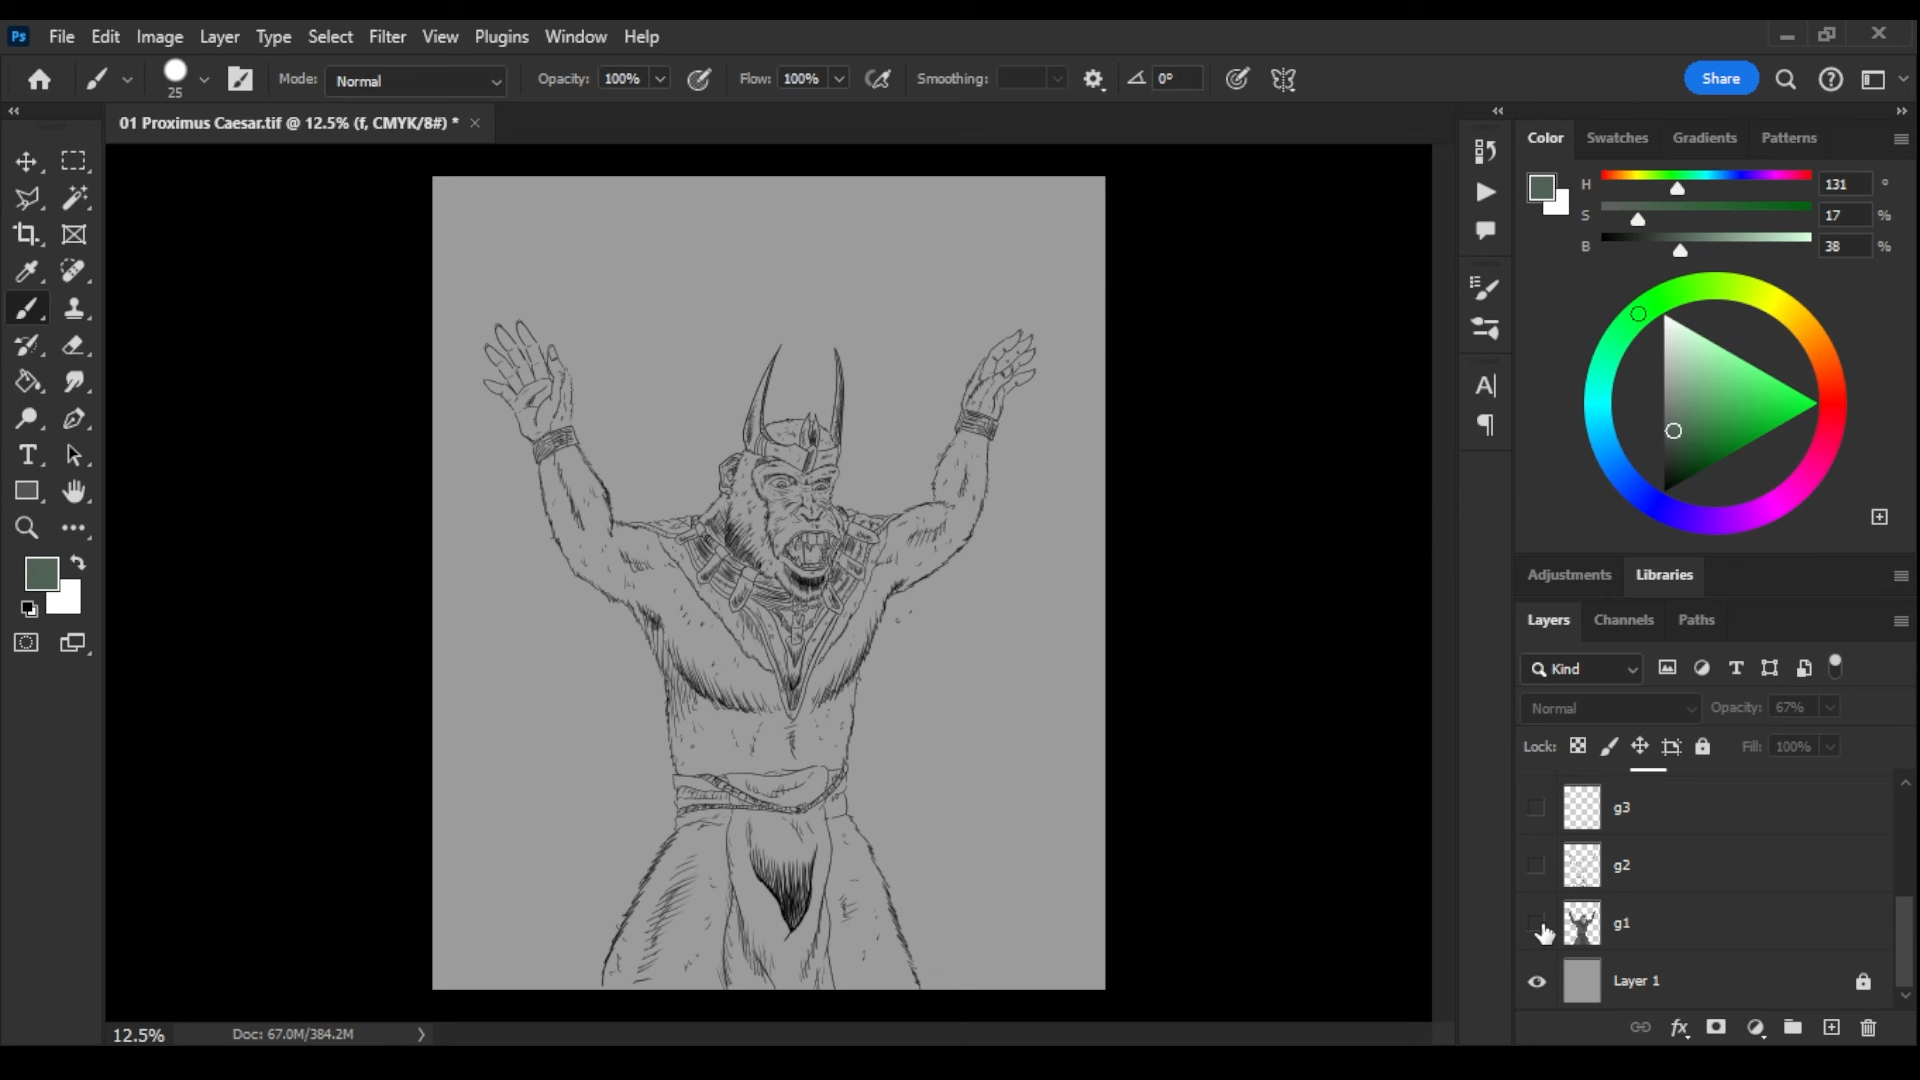 Ps File Edit Image Layer Type Select Filter View Plugins Window Help
25 Mode: Normal Opacity: 100% Flow: 100% Smoothing: 0° Share
01 Proximus Caesar.tif @ 12.5% (f, CMYK/8#) *
Color Swatches Gradients Patterns
H 131 °
S 17 %
B 38 %
Adjustments Libraries
Layers Channels Paths
Kind
Normal Opacity: 67%
Lock: Fill: 100%
g3
g2
g1
Layer 1
12.5% Doc: 67.0M/384.2M